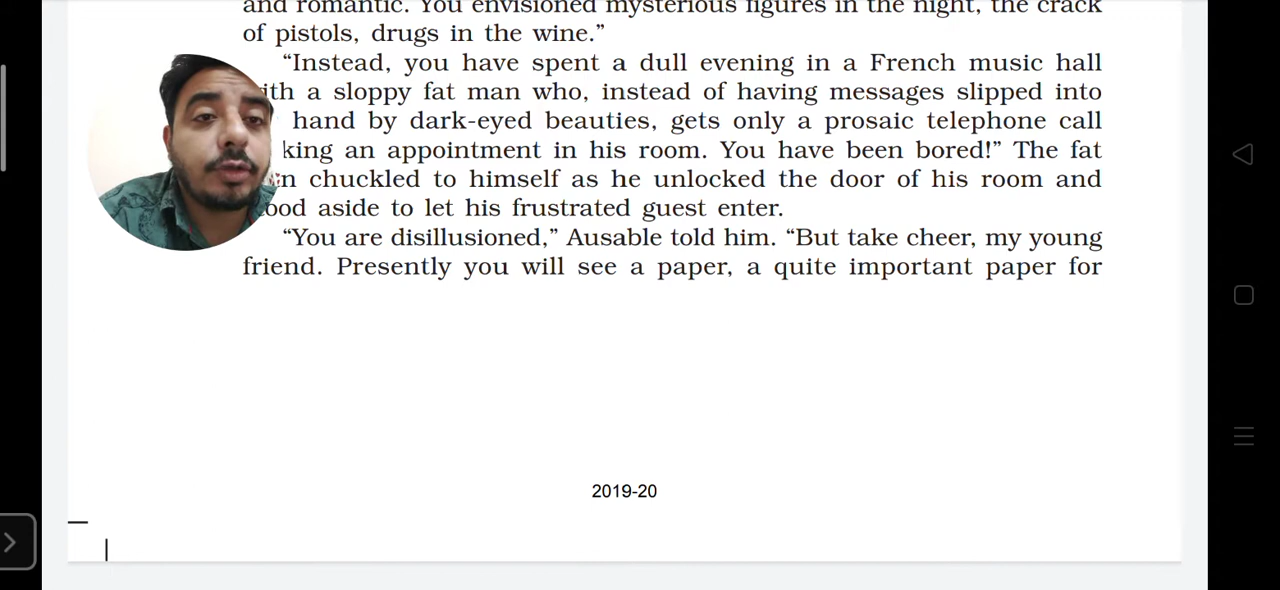 and romantic. You envisioned mysterious figures in the night, the crack
of pistols, drugs in the wine.”
“Instead, you have spent a dull evening in a French music hall
with a sloppy fat man who, instead of having messages slipped into
hand by dark-eyed beauties, gets only a prosaic telephone call
king an appointment in his room. You have been bored!” The fat
chuckled to himself as he unlocked the door of his room and
stood aside to let his frustrated guest enter.
“You are disillusioned,” Ausable told him. “But take cheer, my young
friend. Presently you will see a paper, a quite important paper for
2019-20